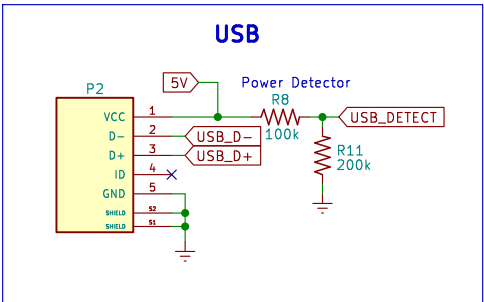 USB
5V
Power Detector
P2
R8
VCC 1
USB_DETECT
100k
D- 2 USB_D-
D+ 3 USB_D+
R11
200k
ID 4
GND 5
SHIELD S2
SHIELD S1